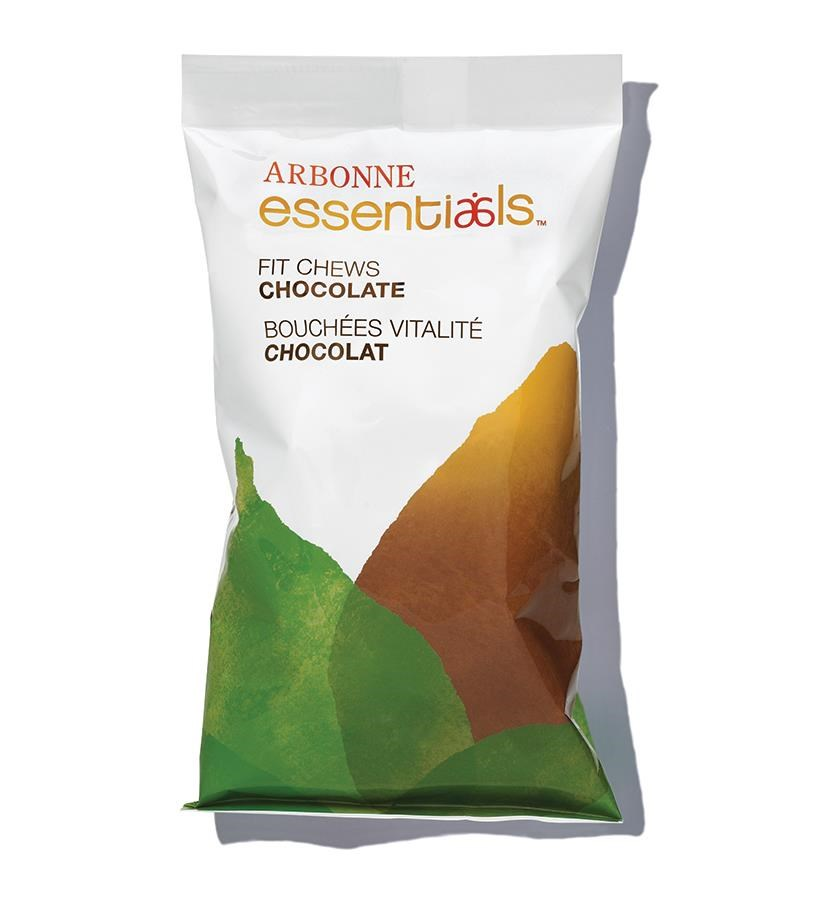 ARBONNE
essentials™
FIT CHEWS
CHOCOLATE
BOUCHÉES VITALITÉ
CHOCOLAT